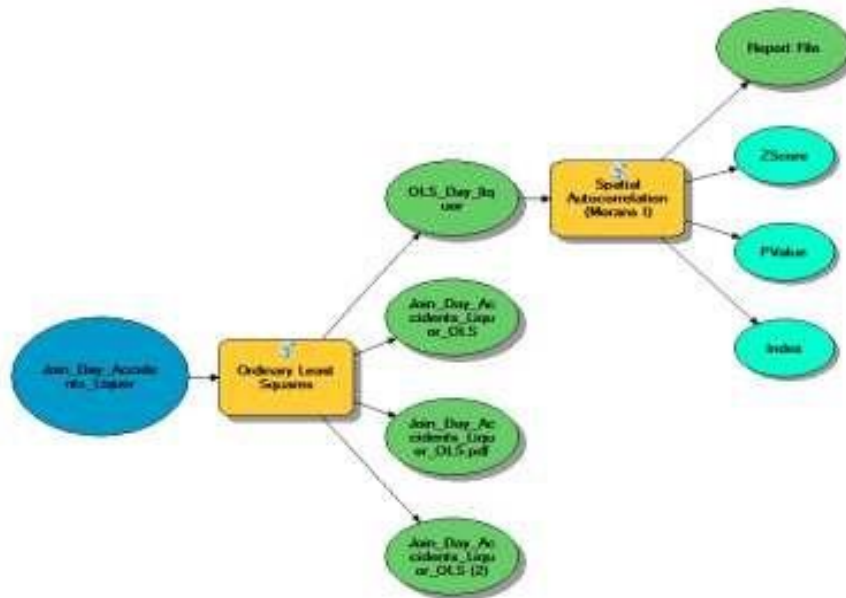 Report File
ZScore
OLS_Day_liq
uor
Spatial
Autocorrelation
(Morans I)
PValue
Join_Day_Ac
cidents_Liqu
or_OLS
Index
Join_Day_Accide
nts_Liquor
Ordinary Least
Squares
Join_Day_Ac
cidents_Liqu
or_OLS.pdf
Join_Day_Ac
cidents_Liqu
or_OLS (2)